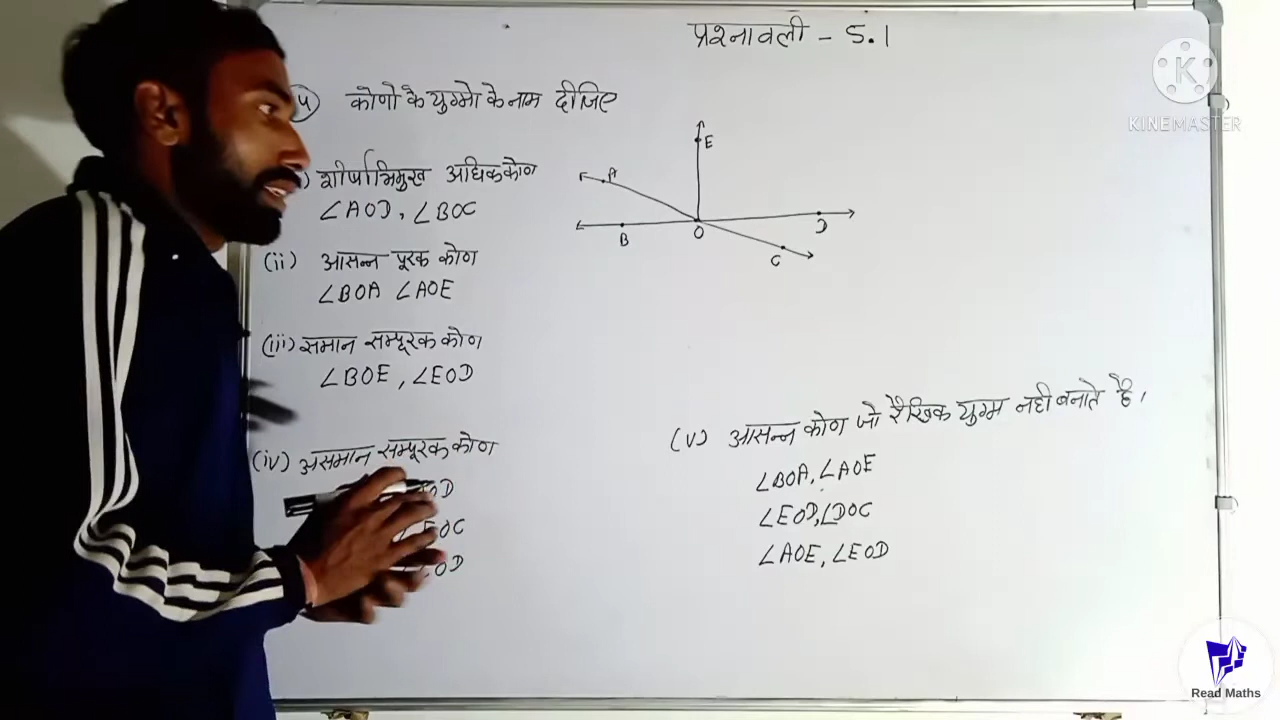 प्रश्नावली - 5.1
कोणो के युग्मो के नाम दीजिए
शीर्षाभिमुख अधिककोण
∠AOD, ∠BOC
(ii) आसन्न पूरक कोण
∠BOA ∠AOE
(iii) समान सम्पूरक कोण
∠BOE, ∠EOD
(iv) असमान सम्पूरक कोण
∠EOC
A
E
B
O
D
C
(v) आसन्न कोण जो रैखिक युग्म नही बनाते है।
∠BOA, ∠AOE
∠EOD, ∠DOC
∠AOE, ∠EOD
K
KINEMASTER
Read Maths